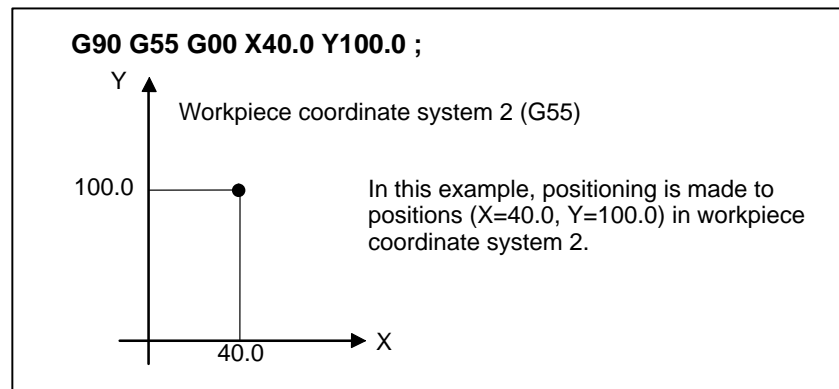 G90 G55 G00 X40.0 Y100.0 ;
Y
Workpiece coordinate system 2 (G55)
100.0
In this example, positioning is made to
positions (X=40.0, Y=100.0) in workpiece
coordinate system 2.
X
40.0